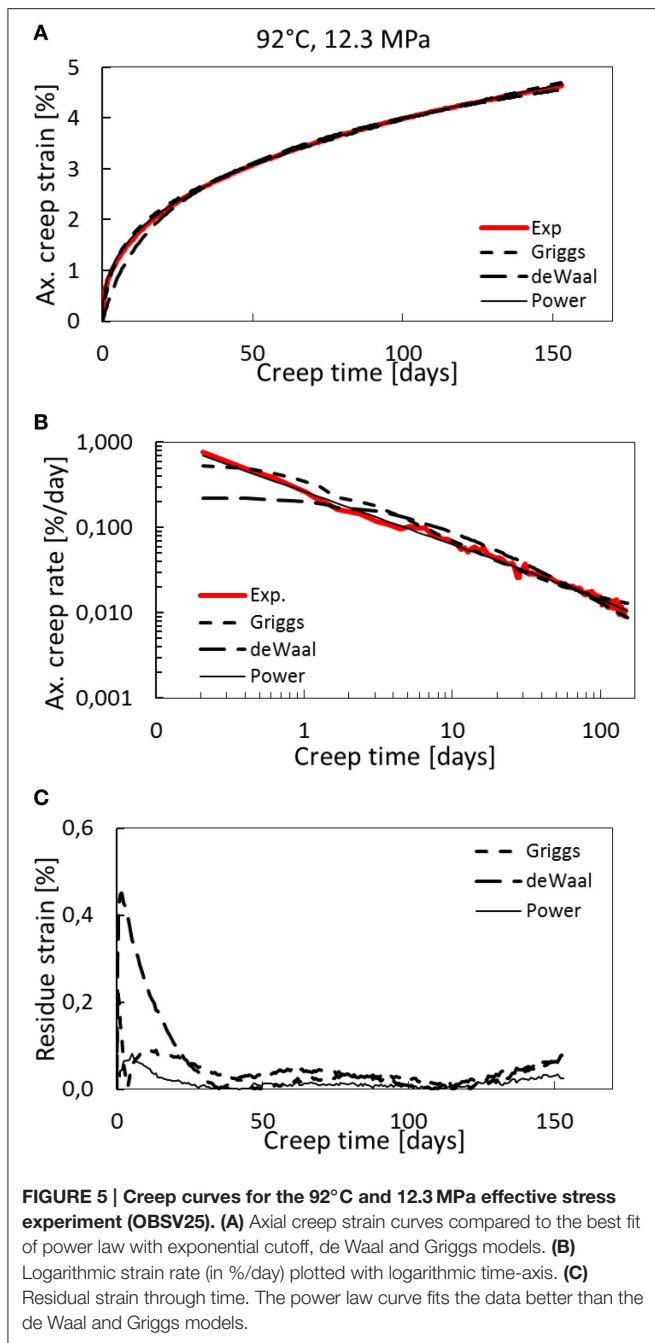 A
92°C, 12.3 MPa
Ax. creep strain [%]
5
4
3
2
1
0
Exp
Griggs
deWaal
Power
0 50 100 150
Creep time [days]
B
Ax. creep rate [%/day]
1,000
0,100
0,010
0,001
Exp.
Griggs
deWaal
Power
0 1 10 100
Creep time [days]
C
Residue strain [%]
0,6
0,4
0,2
0,0
Griggs
deWaal
Power
0 50 100 150
Creep time [days]
FIGURE 5 | Creep curves for the 92°C and 12.3 MPa effective stress
experiment (OBSV25). (A) Axial creep strain curves compared to the best fit
of power law with exponential cutoff, de Waal and Griggs models. (B)
Logarithmic strain rate (in %/day) plotted with logarithmic time-axis. (C)
Residual strain through time. The power law curve fits the data better than the
de Waal and Griggs models.